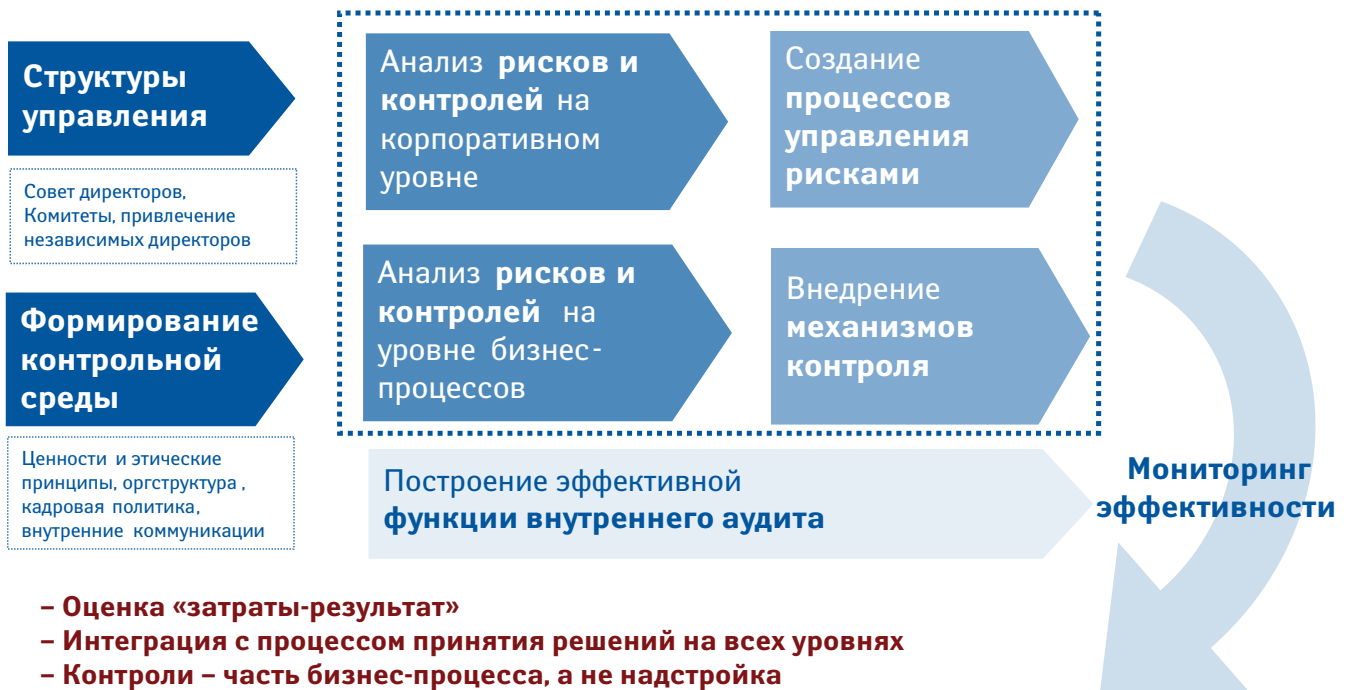 Структуры
управления
Совет директоров,
Комитеты, привлечение
независимых директоров
Формирование
контрольной
среды
Ценности и этические
принципы, оргструктура ,
кадровая политика,
внутренние коммуникации
Анализ рисков и
контролей на
корпоративном
уровне
Создание
процессов
управления
рисками
Анализ рисков и
контролей на
уровне бизнес-
процессов
Внедрение
механизмов
контроля
Построение эффективной
функции внутреннего аудита
Мониторинг
эффективности
– Оценка «затраты-результат»
– Интеграция с процессом принятия решений на всех уровнях
– Контроли – часть бизнес-процесса, а не надстройка